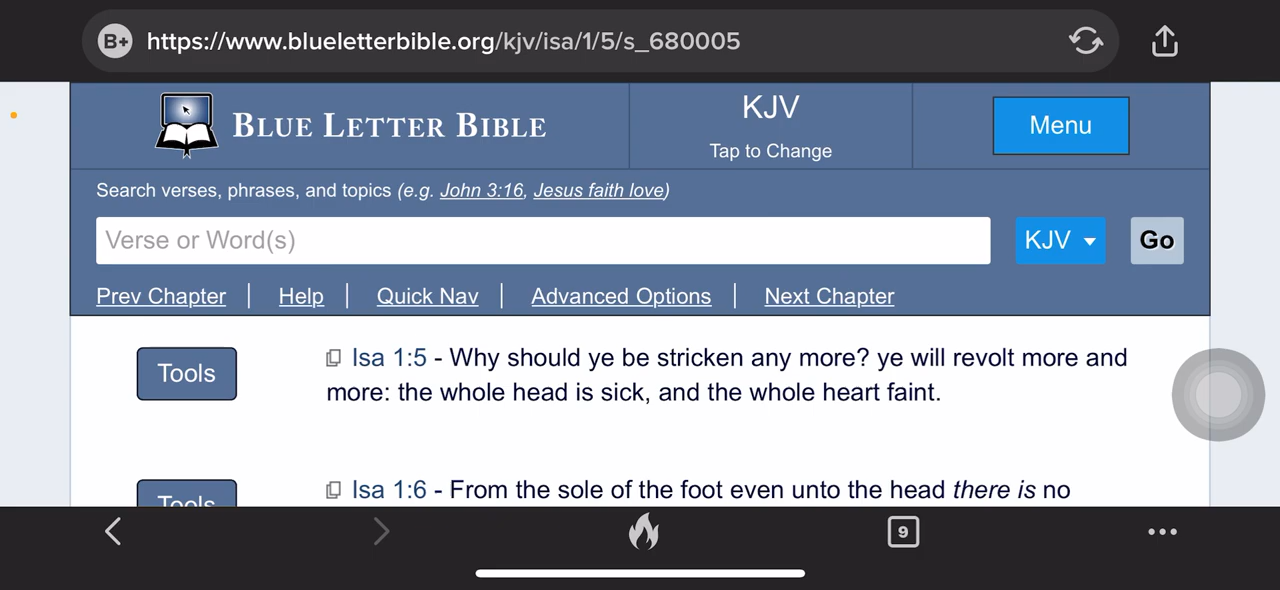 B+ https://www.blueletterbible.org/kjv/isa/1/5/s_680005
BLUE LETTER BIBLE
KJV
Tap to Change
Menu
Search verses, phrases, and topics (e.g. John 3:16, Jesus faith love)
Verse or Word(s)
KJV
Go
Prev Chapter | Help | Quick Nav | Advanced Options | Next Chapter
Tools
Isa 1:5 - Why should ye be stricken any more? ye will revolt more and
more: the whole head is sick, and the whole heart faint.
Tools
Isa 1:6 - From the sole of the foot even unto the head there is no
9